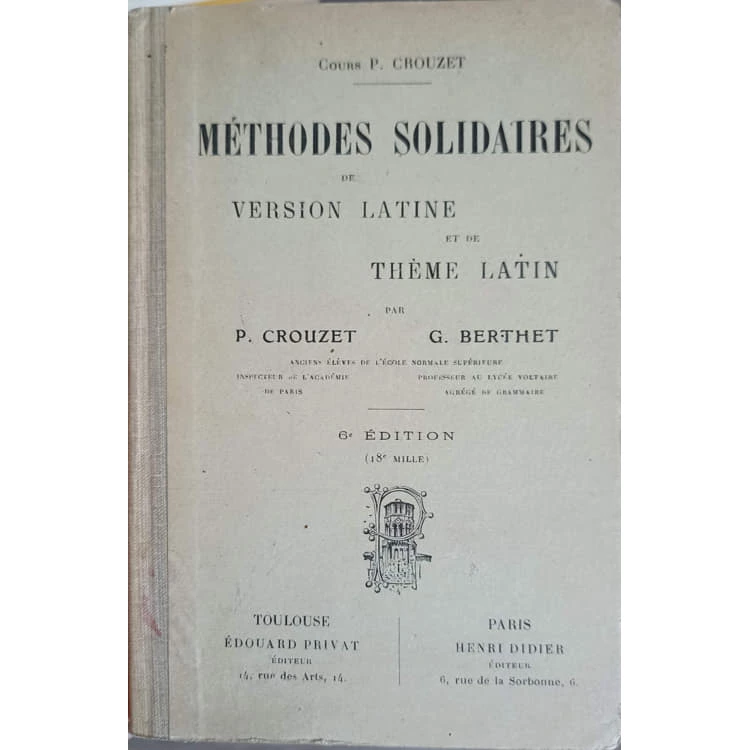 Cours P. CROUZET
MÉTHODES SOLIDAIRES
DE
VERSION LATINE
ET DE
THÈME LATIN
PAR
P. CROUZET G. BERTHET
ANCIENS ÉLÈVES DE L'ÉCOLE NORMALE SUPÉRIEURE
INSPECTEUR DE L'ACADÉMIE PROFESSEUR AU LYCÉE VOLTAIRE
DE PARIS AGRÉGÉ DE GRAMMAIRE
6e ÉDITION
(18e MILLE)
TOULOUSE
ÉDOUARD PRIVAT
ÉDITEUR
14, rue des Arts, 14.
PARIS
HENRI DIDIER
ÉDITEUR
6, rue de la Sorbonne, 6.